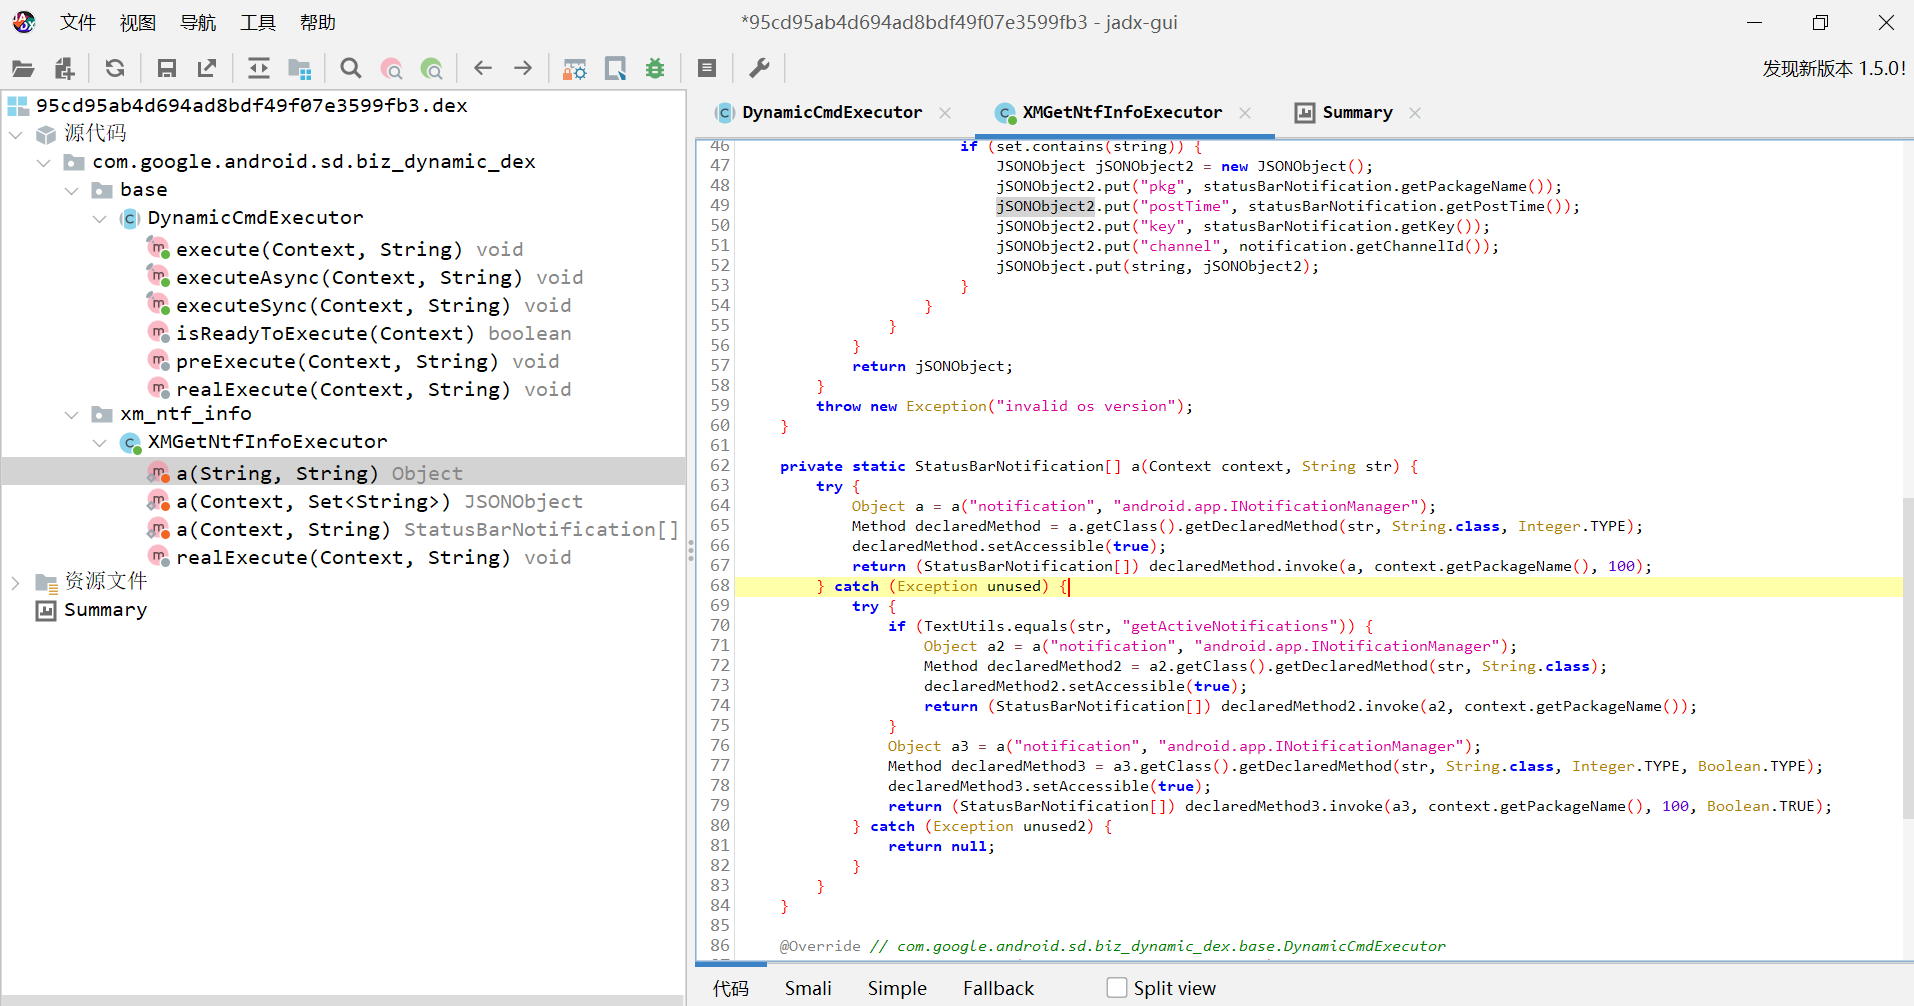 文件 视图 导航 工具 帮助
*95cd95ab4d694ad8bdf49f07e3599fb3 - jadx-gui
发现新版本 1.5.0!
95cd95ab4d694ad8bdf49f07e3599fb3.dex
源代码
com.google.android.sd.biz_dynamic_dex
base
DynamicCmdExecutor
execute(Context, String) void
executeAsync(Context, String) void
executeSync(Context, String) void
isReadyToExecute(Context) boolean
preExecute(Context, String) void
realExecute(Context, String) void
xm_ntf_info
XMGetNtfInfoExecutor
a(String, String) Object
a(Context, Set<String>) JSONObject
a(Context, String) StatusBarNotification[]
realExecute(Context, String) void
资源文件
Summary
DynamicCmdExecutor XMGetNtfInfoExecutor Summary
46 if (set.contains(string)) {
47 JSONObject jSONObject2 = new JSONObject();
48 jSONObject2.put("pkg", statusBarNotification.getPackageName());
49 jSONObject2.put("postTime", statusBarNotification.getPostTime());
50 jSONObject2.put("key", statusBarNotification.getKey());
51 jSONObject2.put("channel", notification.getChannelId());
52 jSONObject.put(string, jSONObject2);
53 }
54 }
55 }
56 }
57 return jSONObject;
58 }
59 throw new Exception("invalid os version");
60 }
61
62 private static StatusBarNotification[] a(Context context, String str) {
63 try {
64 Object a = a("notification", "android.app.INotificationManager");
65 Method declaredMethod = a.getClass().getDeclaredMethod(str, String.class, Integer.TYPE);
66 declaredMethod.setAccessible(true);
67 return (StatusBarNotification[]) declaredMethod.invoke(a, context.getPackageName(), 100);
68 } catch (Exception unused) {
69 try {
70 if (TextUtils.equals(str, "getActiveNotifications")) {
71 Object a2 = a("notification", "android.app.INotificationManager");
72 Method declaredMethod2 = a2.getClass().getDeclaredMethod(str, String.class);
73 declaredMethod2.setAccessible(true);
74 return (StatusBarNotification[]) declaredMethod2.invoke(a2, context.getPackageName());
75 }
76 Object a3 = a("notification", "android.app.INotificationManager");
77 Method declaredMethod3 = a3.getClass().getDeclaredMethod(str, String.class, Integer.TYPE, Boolean.TYPE);
78 declaredMethod3.setAccessible(true);
79 return (StatusBarNotification[]) declaredMethod3.invoke(a3, context.getPackageName(), 100, Boolean.TRUE);
80 } catch (Exception unused2) {
81 return null;
82 }
83 }
84 }
85
86 @Override // com.google.android.sd.biz_dynamic_dex.base.DynamicCmdExecutor
代码 Smali Simple Fallback Split view